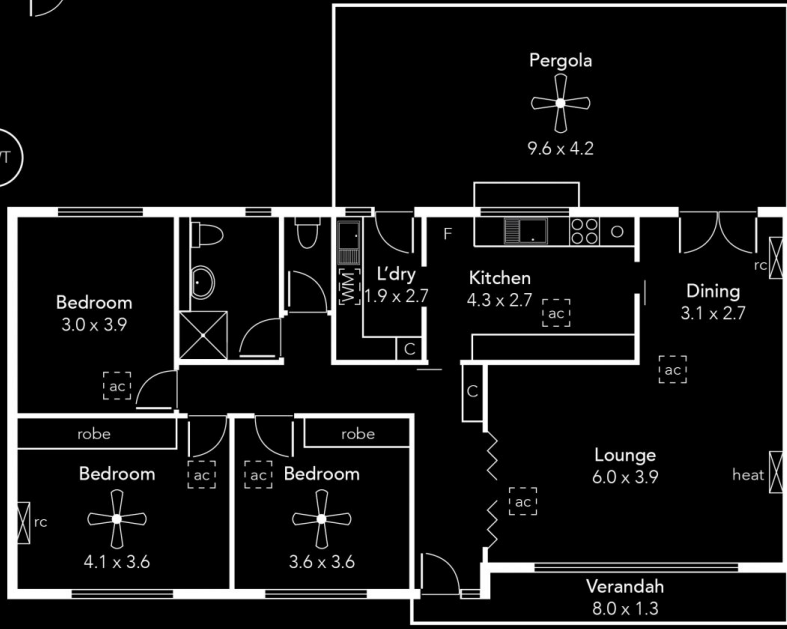 Pergola
9.6 x 4.2
F
O
WM
L'dry
1.9 x 2.7
C
Kitchen
4.3 x 2.7
ac
rc
Dining
3.1 x 2.7
ac
Bedroom
3.0 x 3.9
ac
C
robe
robe
Bedroom
ac
rc
4.1 x 3.6
ac
Bedroom
3.6 x 3.6
Lounge
6.0 x 3.9
heat
ac
Verandah
8.0 x 1.3